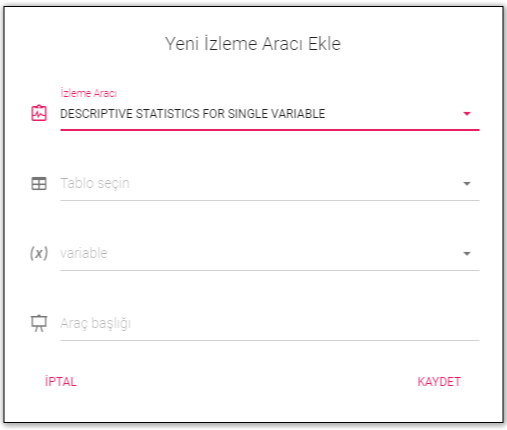 Yeni İzleme Aracı Ekle
İzleme Aracı
DESCRIPTIVE STATISTICS FOR SINGLE VARIABLE
Tablo seçin
(x) variable
Araç başlığı
İPTAL KAYDET